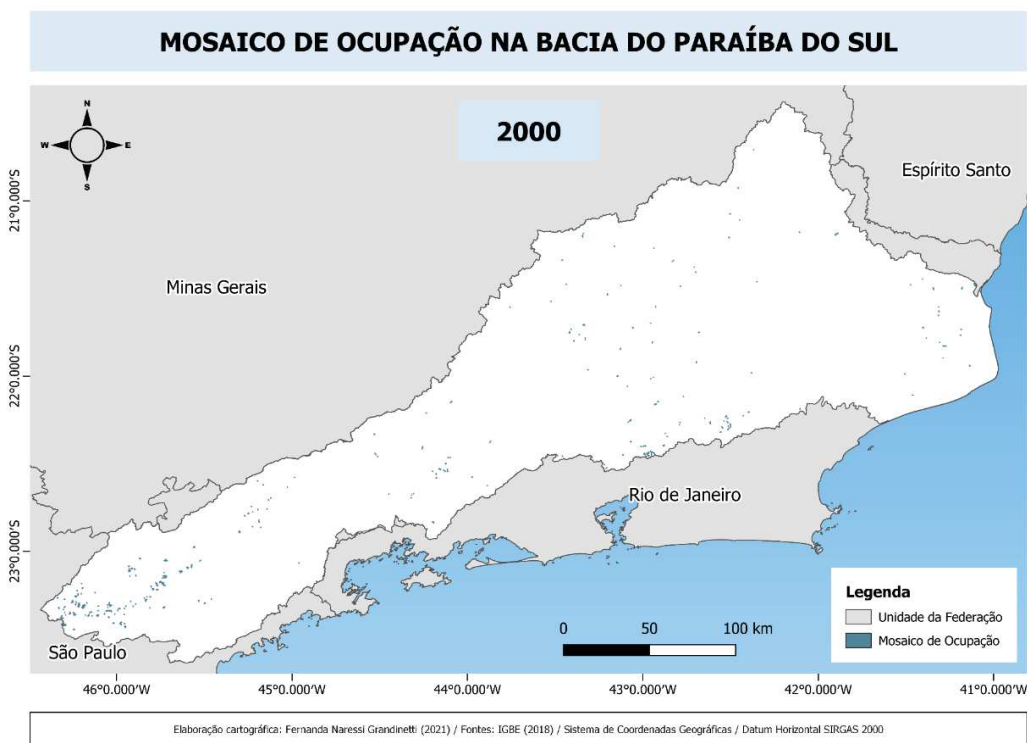 MOSAICO DE OCUPAÇÃO NA BACIA DO PARAÍBA DO SUL
2000
N
W E
S
Espírito Santo
Minas Gerais
Rio de Janeiro
São Paulo
21°0.000'S
22°0.000'S
23°0.000'S
Legenda
Unidade da Federação
Mosaico de Ocupação
0 50 100 km
46°0.000'W 45°0.000'W 44°0.000'W 43°0.000'W 42°0.000'W 41°0.000'W
Elaboração cartográfica: Fernanda Naressi Grandinetti (2021) / Fontes: IGBE (2018) / Sistema de Coordenadas Geográficas / Datum Horizontal SIRGAS 2000